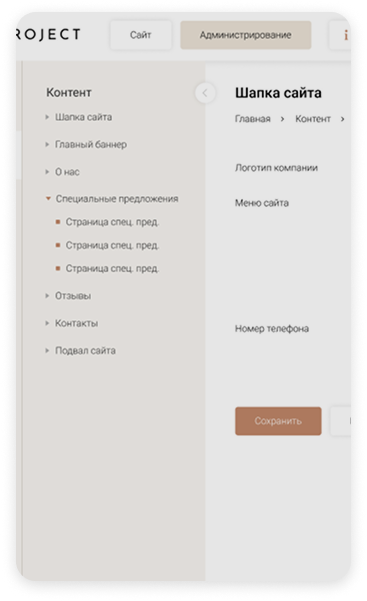 ROJECT
Сайт
Администрирование
i
Контент
Шапка сайта
Главный баннер
О нас
Специальные предложения
Страница спец. пред.
Страница спец. пред.
Страница спец. пред.
Отзывы
Контакты
Подвал сайта
Шапка сайта
Главная > Контент >
Логотип компании
Меню сайта
Номер телефона
Сохранить